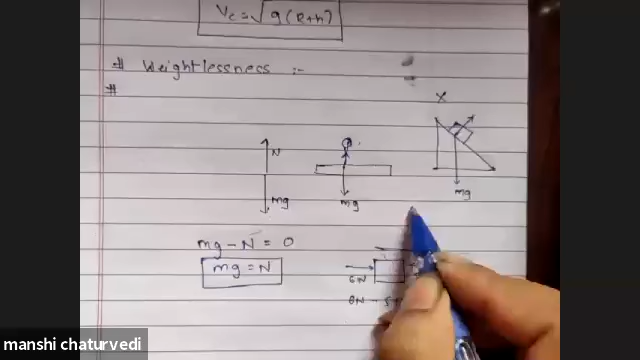 Vc = √g(R+h)
# Weightlessness :-
#
X
N
mg
mg
mg
mg - N = 0
mg = N
6N
manshi chaturvedi